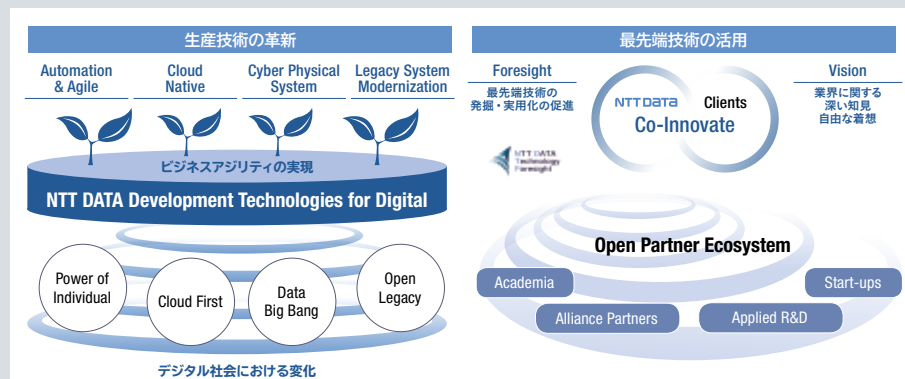 生産技術の革新
Automation
& Agile
Cloud
Native
Cyber Physical
System
Legacy System
Modernization
ビジネスアジリティの実現
NTT DATA Development Technologies for Digital
Power of
Individual
Cloud First
Data
Big Bang
Open
Legacy
デジタル社会における変化
最先端技術の活用
Foresight
最先端技術の
発掘・実用化の促進
NTT DATA
Technology
Foresight
NTT DATA
Clients
Co-Innovate
Vision
業界に関する
深い知見
自由な着想
Open Partner Ecosystem
Academia
Start-ups
Alliance Partners
Applied R&D